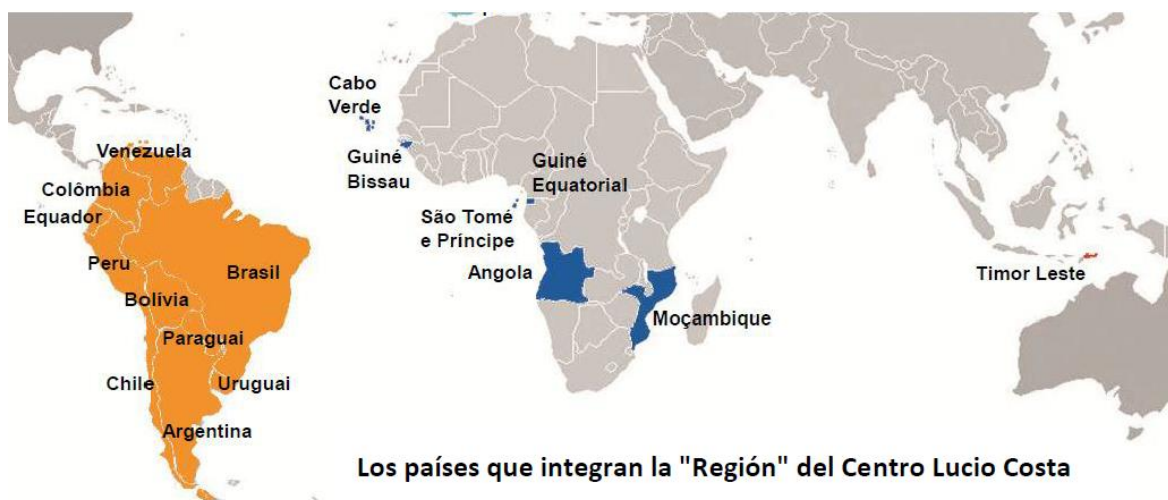 Cabo
Verde
Venezuela
Guiné
Bissau
Guiné
Equatorial
Colômbia
Equador
São Tomé
e Príncipe
Peru
Brasil
Angola
Timor Leste
Bolívia
Moçambique
Paraguai
Chile
Uruguai
Argentina
Los países que integran la "Región" del Centro Lucio Costa